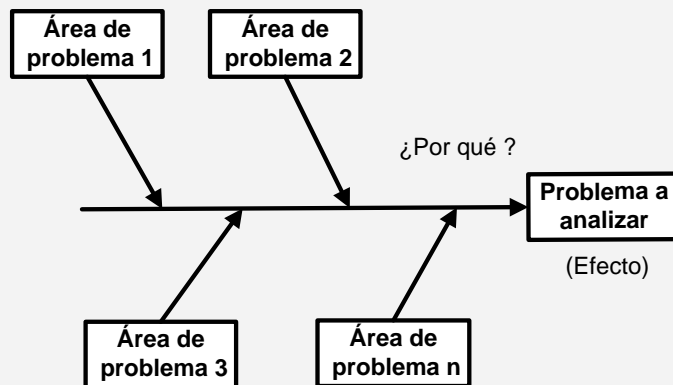 Área de
problema 1
Área de
problema 2
¿Por qué ?
Problema a
analizar
(Efecto)
Área de
problema 3
Área de
problema n